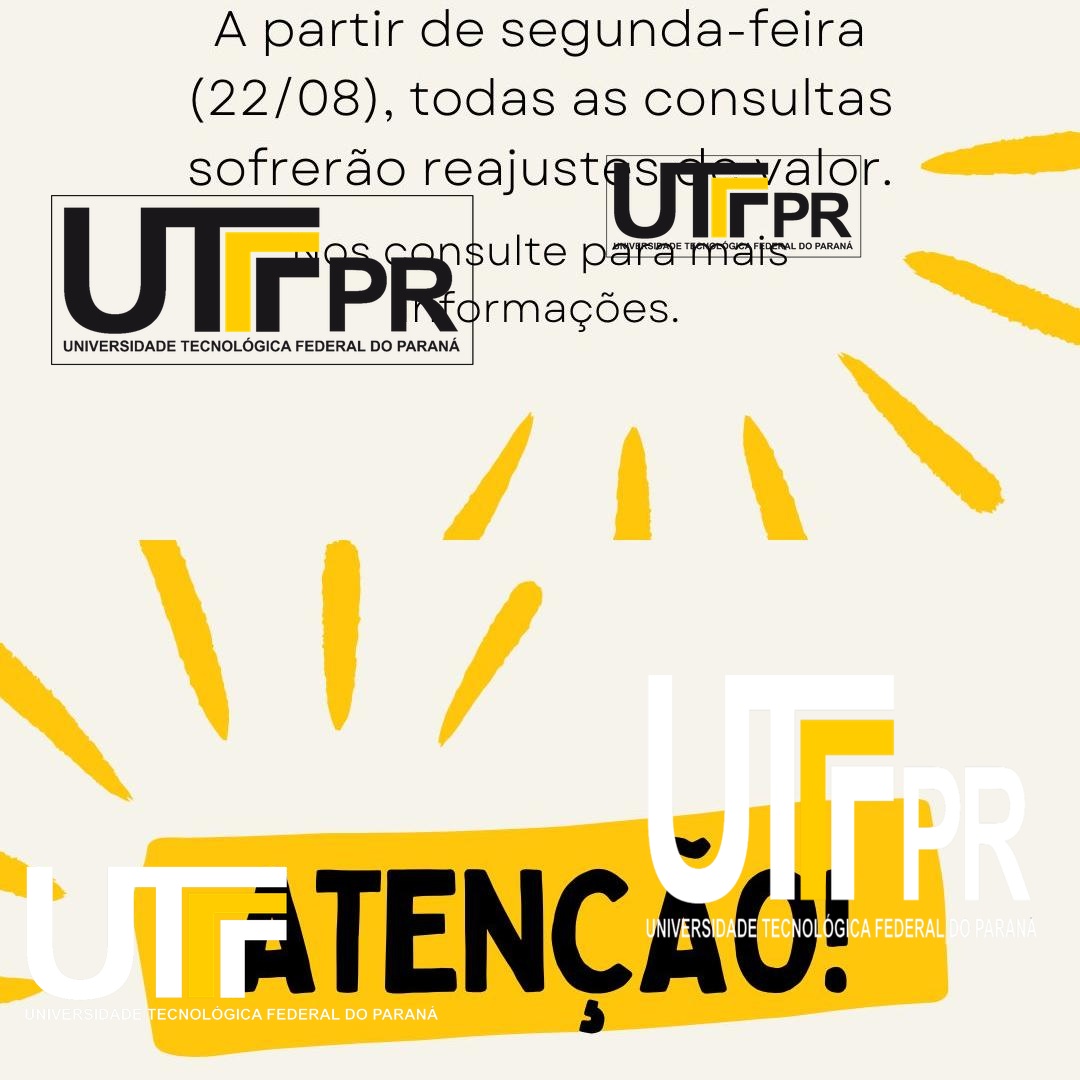 A partir de segunda-feira
(22/08), todas as consultas
sofrerão reajustes de valor.
UTFPR
UNIVERSIDADE TECNOLÓGICA FEDERAL DO PARANÁ
Nos consulte para mais
informações.
UTFPR
UNIVERSIDADE TECNOLÓGICA FEDERAL DO PARANÁ
UTFPR
UNIVERSIDADE TECNOLÓGICA FEDERAL DO PARANÁ
ATENÇÃO!
UTF
UNIVERSIDADE TECNOLÓGICA FEDERAL DO PARANÁ